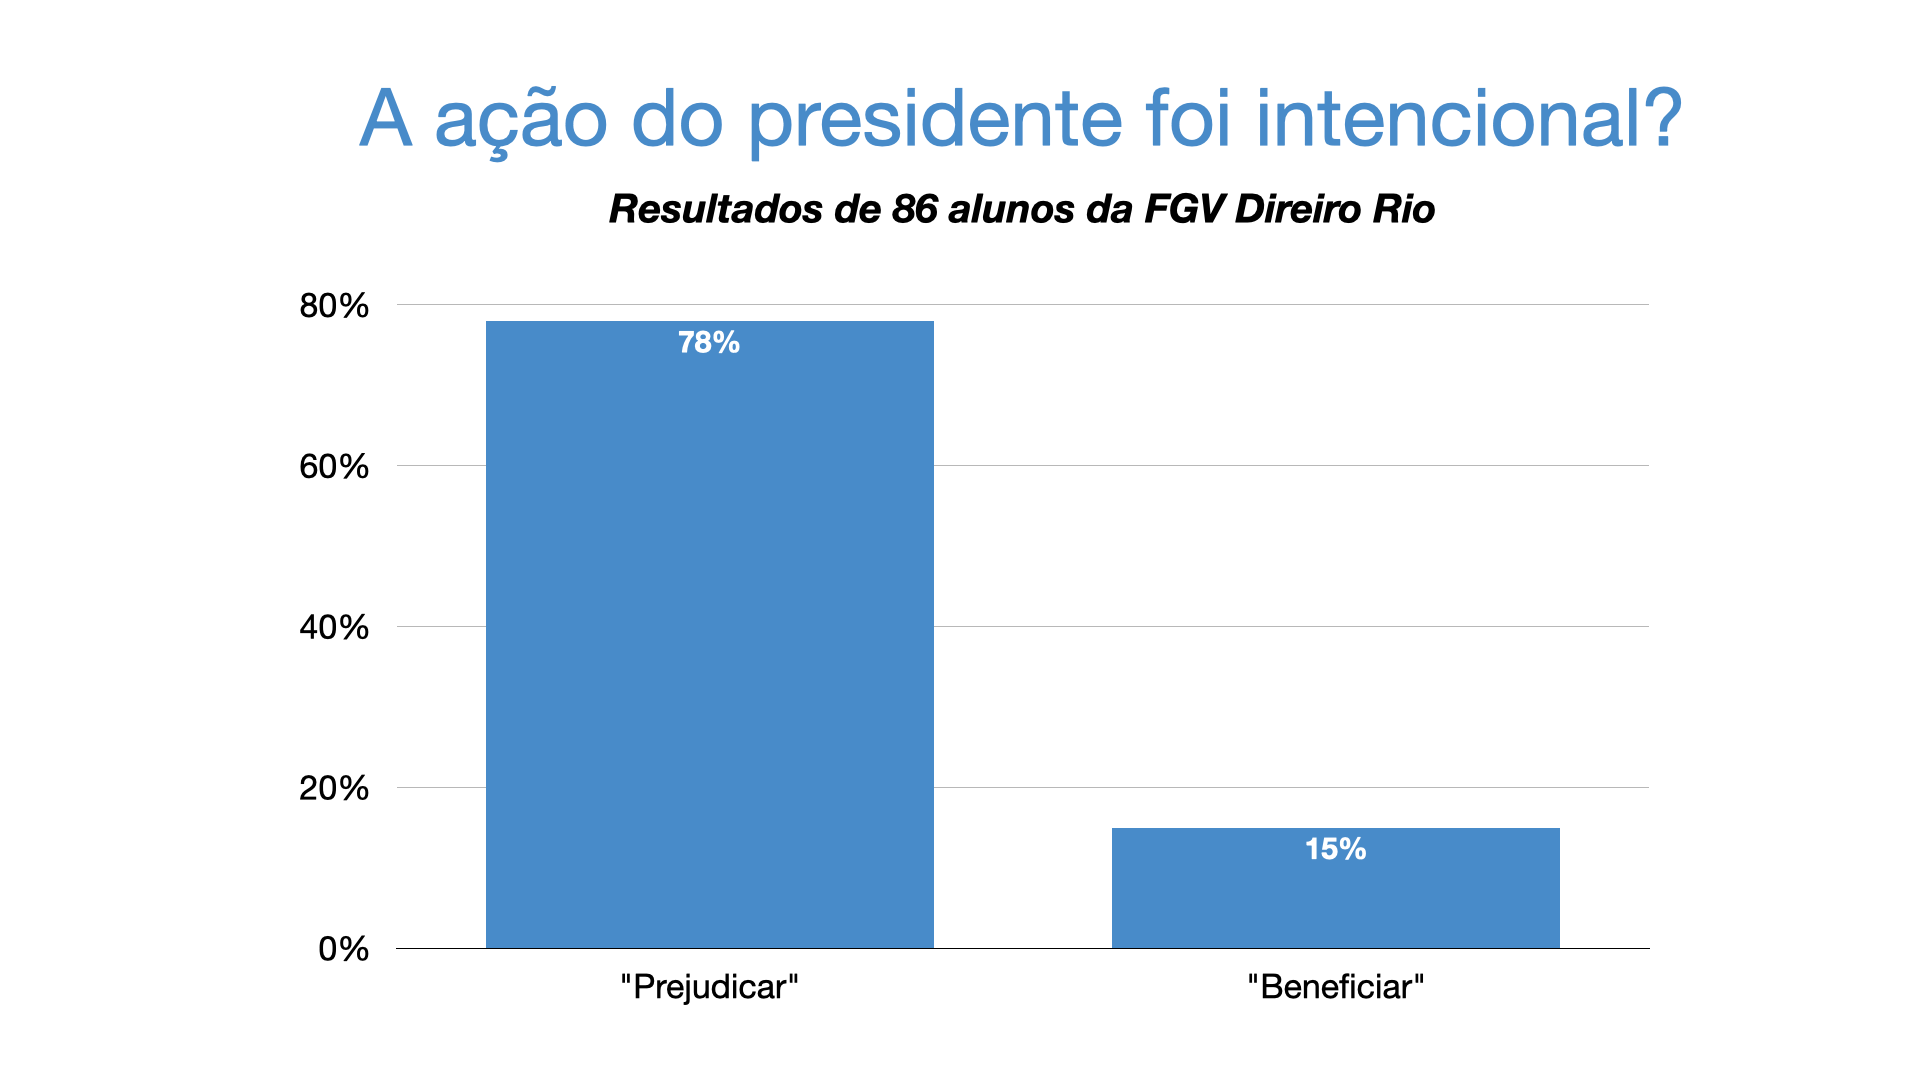 A ação do presidente foi intencional?
Resultados de 86 alunos da FGV Direiro Rio
80%
78%
60%
40%
20%
15%
0%
"Prejudicar"
"Beneficiar"